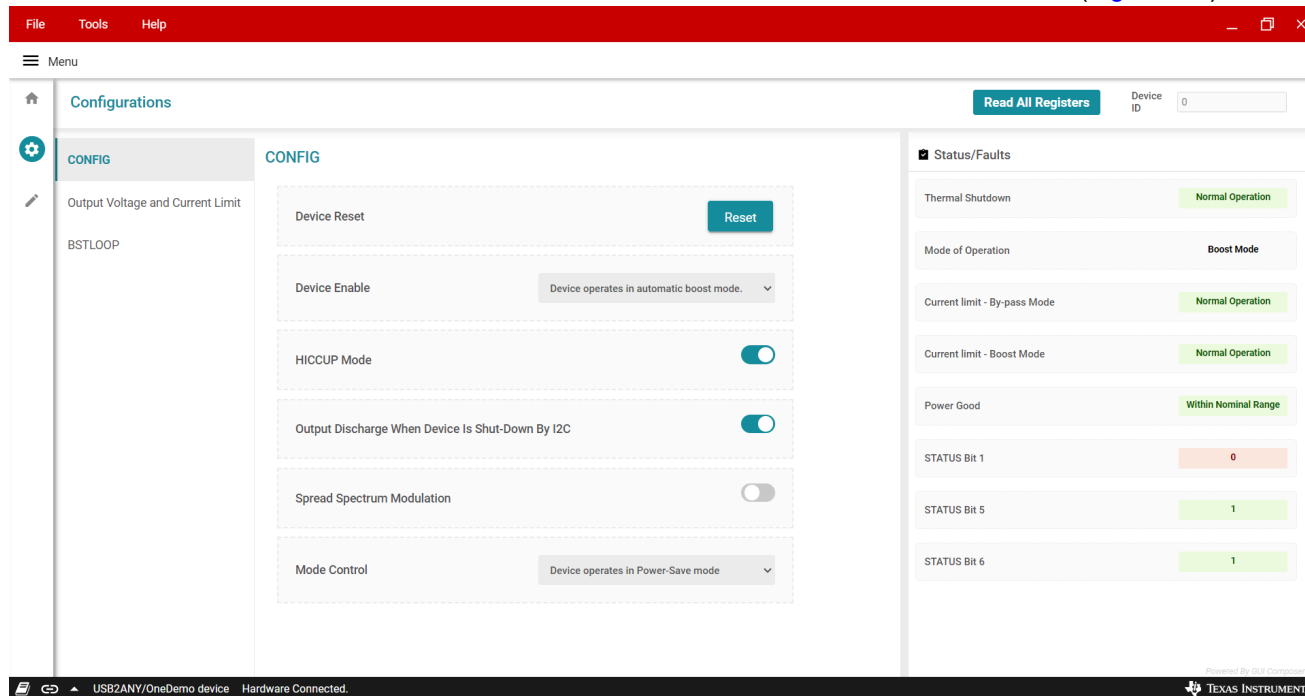 File Tools Help
Menu
Configurations
Read All Registers
Device
ID
0
CONFIG
Output Voltage and Current Limit
BSTLOOP
CONFIG
Device Reset
Reset
Device Enable
Device operates in automatic boost mode.
HICCUP Mode
Output Discharge When Device Is Shut-Down By I2C
Spread Spectrum Modulation
Mode Control
Device operates in Power-Save mode
Status/Faults
Thermal Shutdown
Normal Operation
Mode of Operation
Boost Mode
Current limit - By-pass Mode
Normal Operation
Current limit - Boost Mode
Normal Operation
Power Good
Within Nominal Range
STATUS Bit 1
0
STATUS Bit 5
1
STATUS Bit 6
1
Powered By GUI Composer
USB2ANY/OneDemo device Hardware Connected.
TEXAS INSTRUMENT